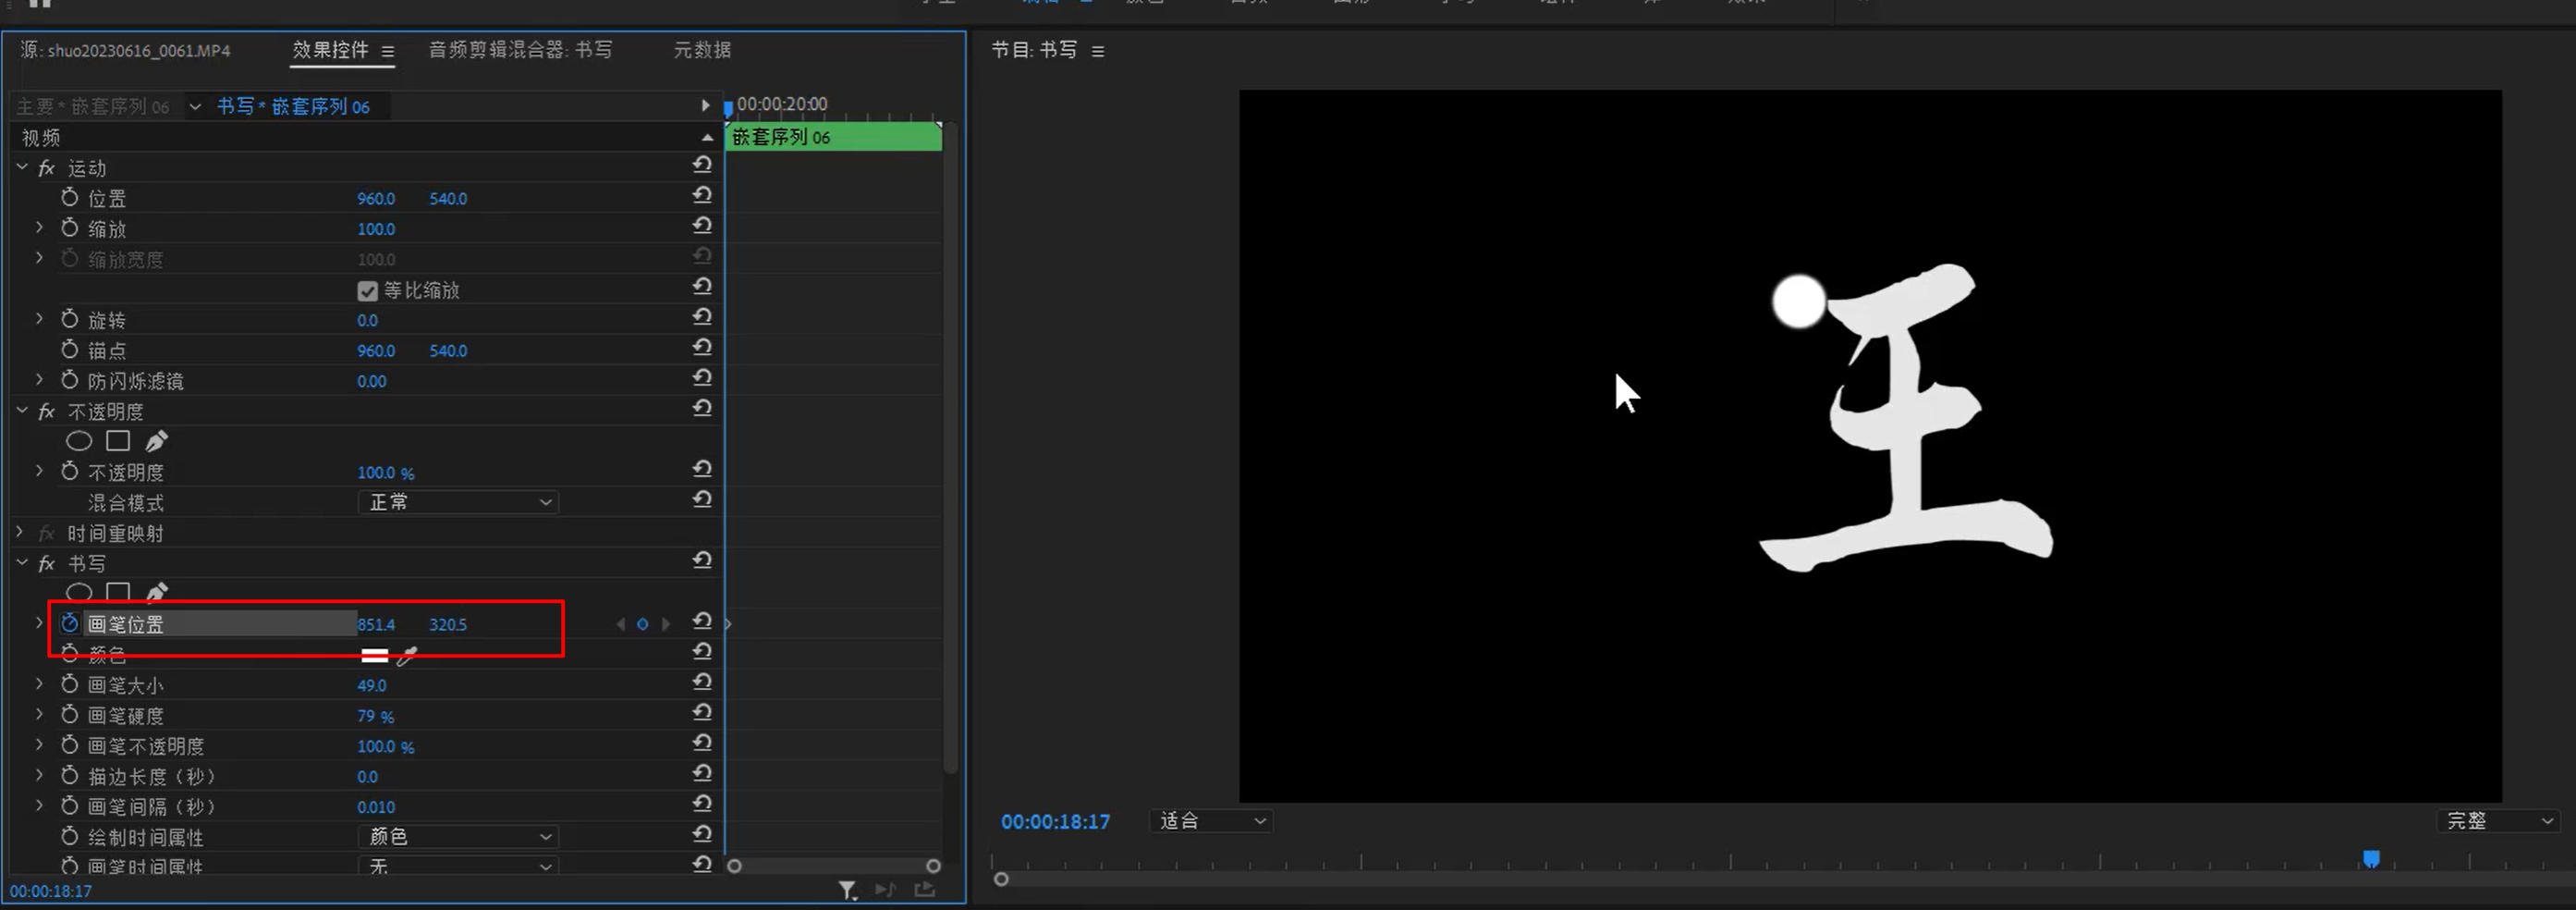 源: shuo20230616_0061.MP4
效果控件
音频剪辑混合器: 书写
元数据
主要 * 嵌套序列 06
书写 * 嵌套序列 06
00:00:20:00
视频
嵌套序列 06
fx 运动
位置 960.0 540.0
缩放 100.0
缩放宽度 100.0
等比缩放
旋转 0.0
锚点 960.0 540.0
防闪烁滤镜 0.00
fx 不透明度
不透明度 100.0 %
混合模式 正常
fx 时间重映射
fx 书写
画笔位置 851.4 320.5
颜色
画笔大小 49.0
画笔硬度 79 %
画笔不透明度 100.0 %
描边长度（秒） 0.0
画笔间隔（秒） 0.010
绘制时间属性 颜色
画笔时间属性 无
00:00:18:17
节目: 书写
王
00:00:18:17
适合
完整